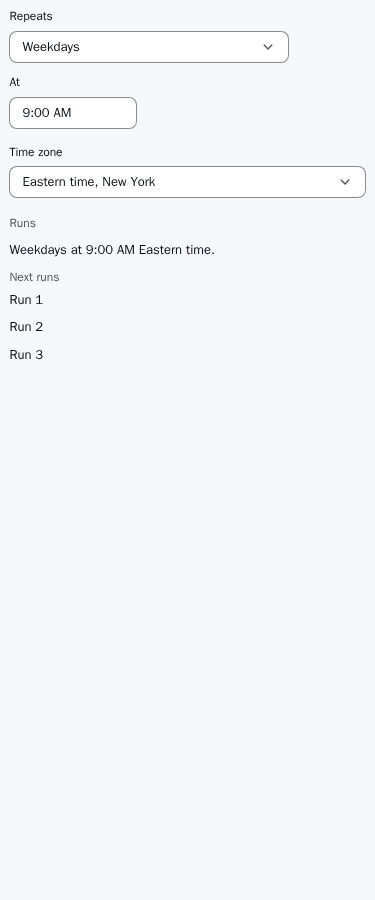 Repeats
Weekdays
At
9:00 AM
Time zone
Eastern time, New York
Runs
Weekdays at 9:00 AM Eastern time.
Next runs
Run 1
Run 2
Run 3